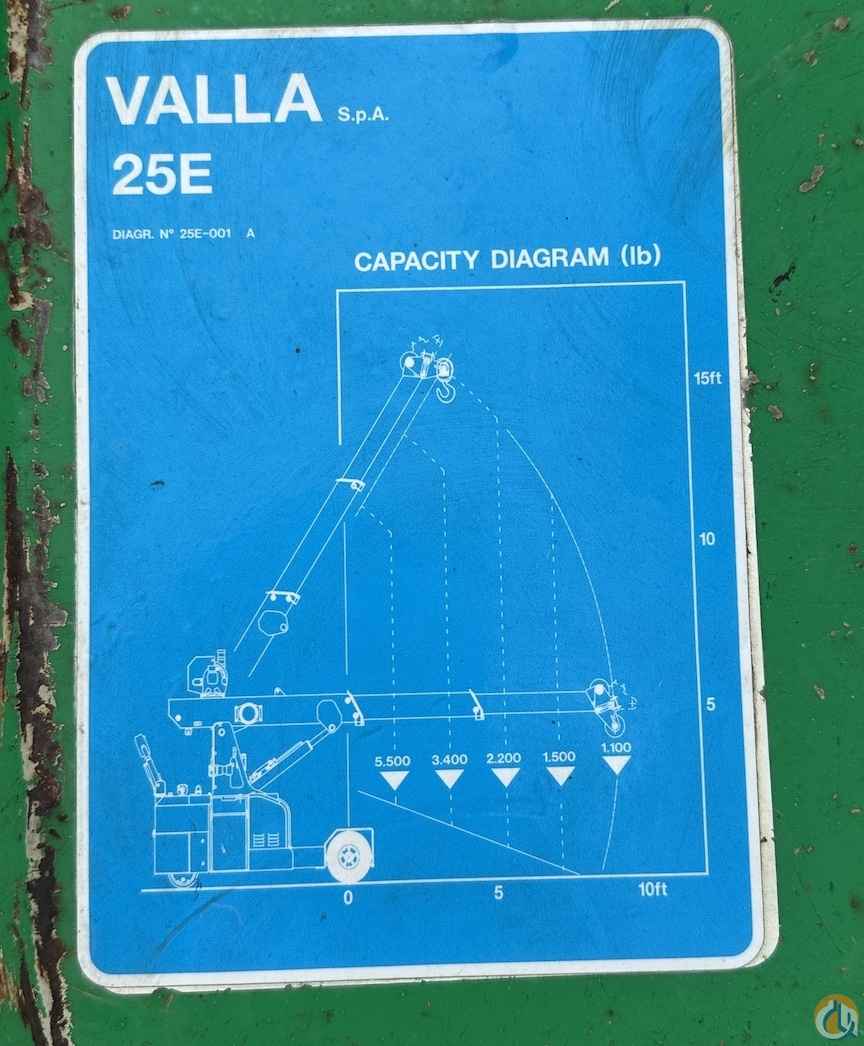 VALLA S.p.A.
25E
DIAGR. N° 25E-001 A
CAPACITY DIAGRAM (lb)
15ft
10
5
5.500 3.400 2.200 1.500 1.100
0 5 10ft